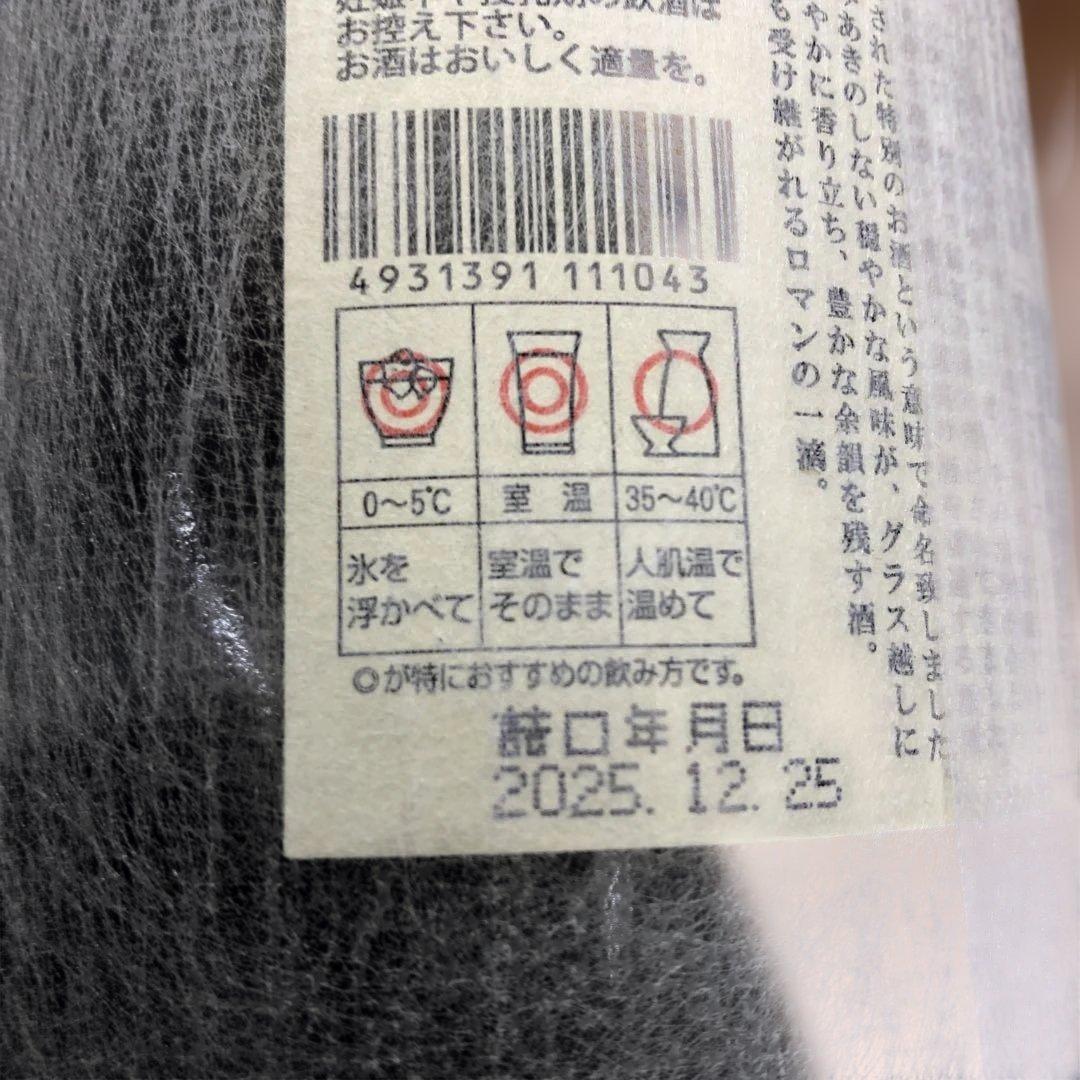 お控え下さい。
お酒はおいしく適量を。
4931391 111043
0〜5℃ 室温 35〜40℃
氷を浮かべて
室温でそのまま
人肌温で温めて
◎が特におすすめの飲み方です。
詰口年月日
2025.12.25
された特別のお酒という意味で命名致しました
あきのしない穏やかな風味が、グラス越しに
やかに香り立ち、豊かな余韻を残す酒。
も受け継がれるロマンの一滴。